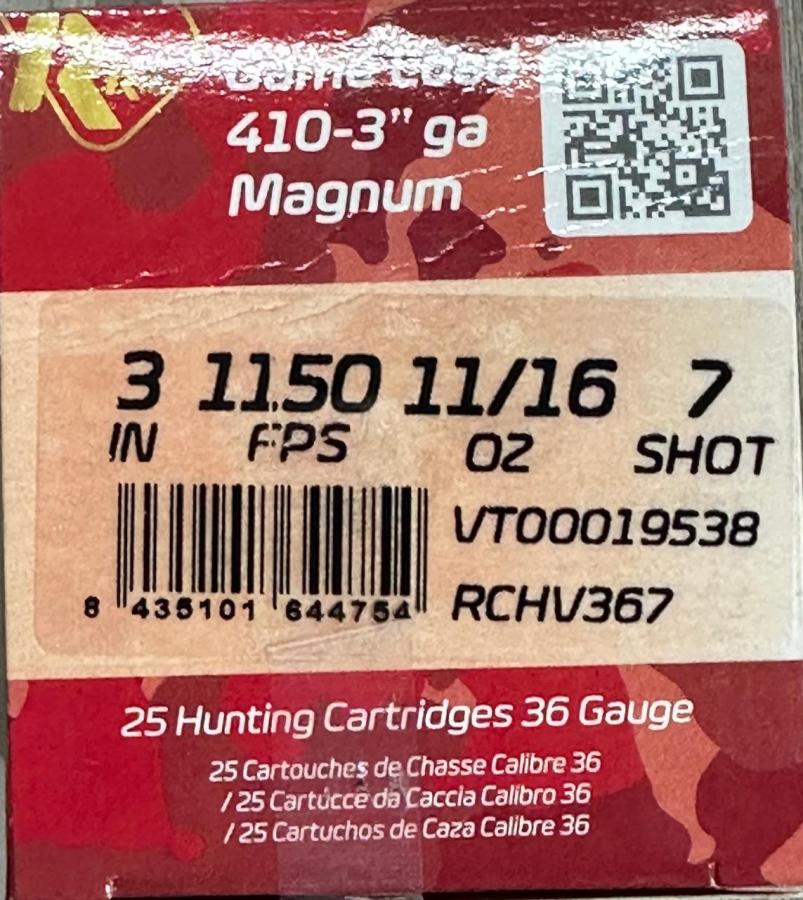 Game Load
410-3" ga
Magnum
3 1150 11/16 7
IN FPS OZ SHOT
VT00019538
8 435101 644754 RCHV367
25 Hunting Cartridges 36 Gauge
25 Cartouches de Chasse Calibre 36
/ 25 Cartucce da Caccia Calibro 36
/ 25 Cartuchos de Caza Calibre 36